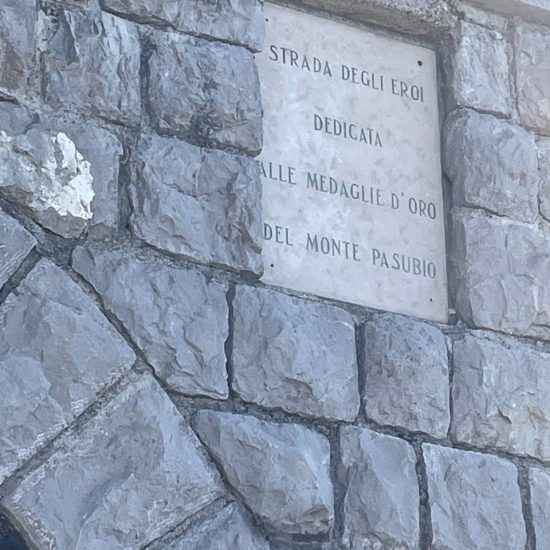 STRADA DEGLI EROI
DEDICATA
ALLE MEDAGLIE D'ORO
DEL MONTE PASUBIO